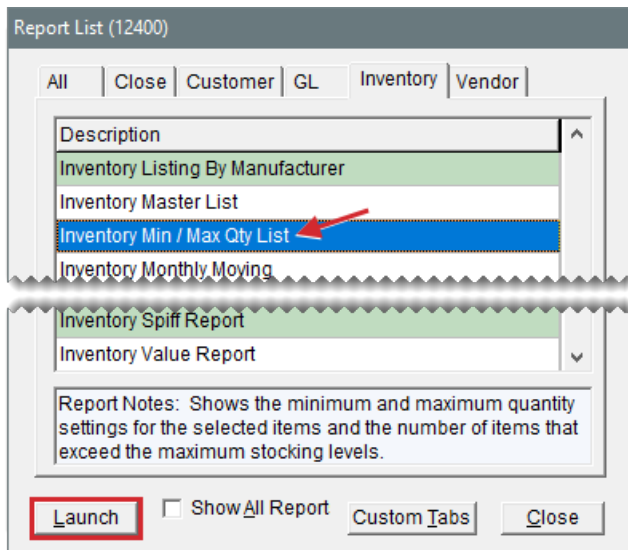 Report List (12400)
All Close Customer GL Inventory Vendor
Description
Inventory Listing By Manufacturer
Inventory Master List
Inventory Min / Max Qty List
Inventory Monthly Moving
Inventory Spiff Report
Inventory Value Report
Report Notes: Shows the minimum and maximum quantity
settings for the selected items and the number of items that
exceed the maximum stocking levels.
Launch Show All Report Custom Tabs Close